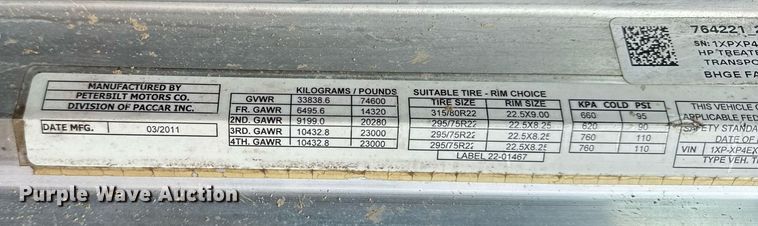 764221_2
SN: 1XPXP4
HP TBEATE
TRANSPO
BHGE FA
MANUFACTURED BY
PETERBILT MOTORS CO.
DIVISION OF PACCAR INC.
DATE MFG. 03/2011
KILOGRAMS / POUNDS
GVWR 33838.6 74600
FR. GAWR 6495.6 14320
2ND. GAWR 9199.0 20280
3RD. GAWR 10432.8 23000
4TH. GAWR 10432.8 23000
SUITABLE TIRE - RIM CHOICE
TIRE SIZE RIM SIZE
315/80R22 22.5X9.00
295/75R22 22.5X8.25
295/75R22 22.5X8.25
295/75R22 22.5X8.25
LABEL 22-01467
KPA COLD PSI
660 95
620 90
760 110
760 110
THIS VEHICLE
APPLICABLE FED
STANDA
DATE OF
VIN 1XP-XP4EX
TYPE VEH. T
Purple Wave Auction